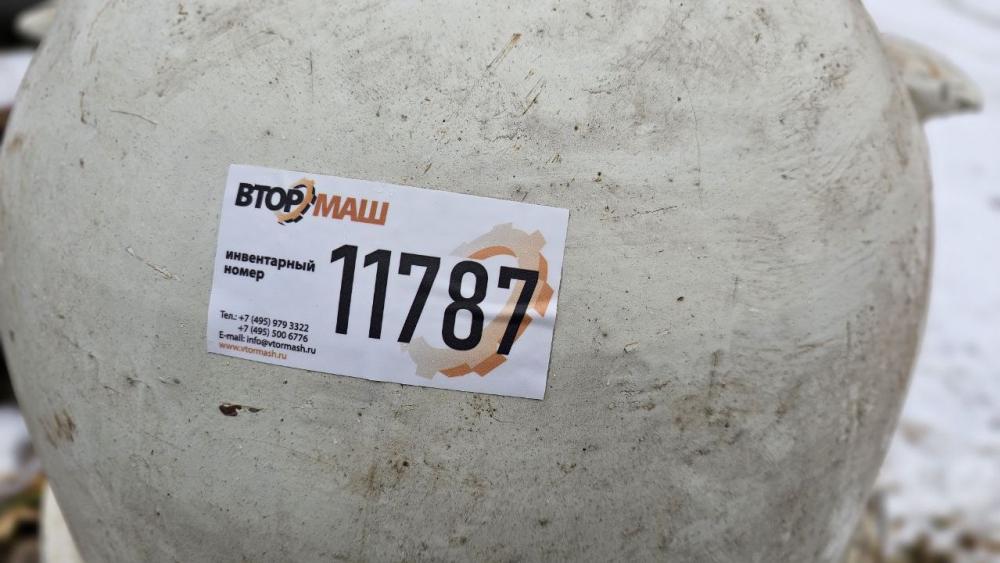 ВТОРМАШ
инвентарный
номер
11787
Тел.: +7 (495) 979 3322
+7 (495) 500 6776
E-mail: info@vtormash.ru
www.vtormash.ru